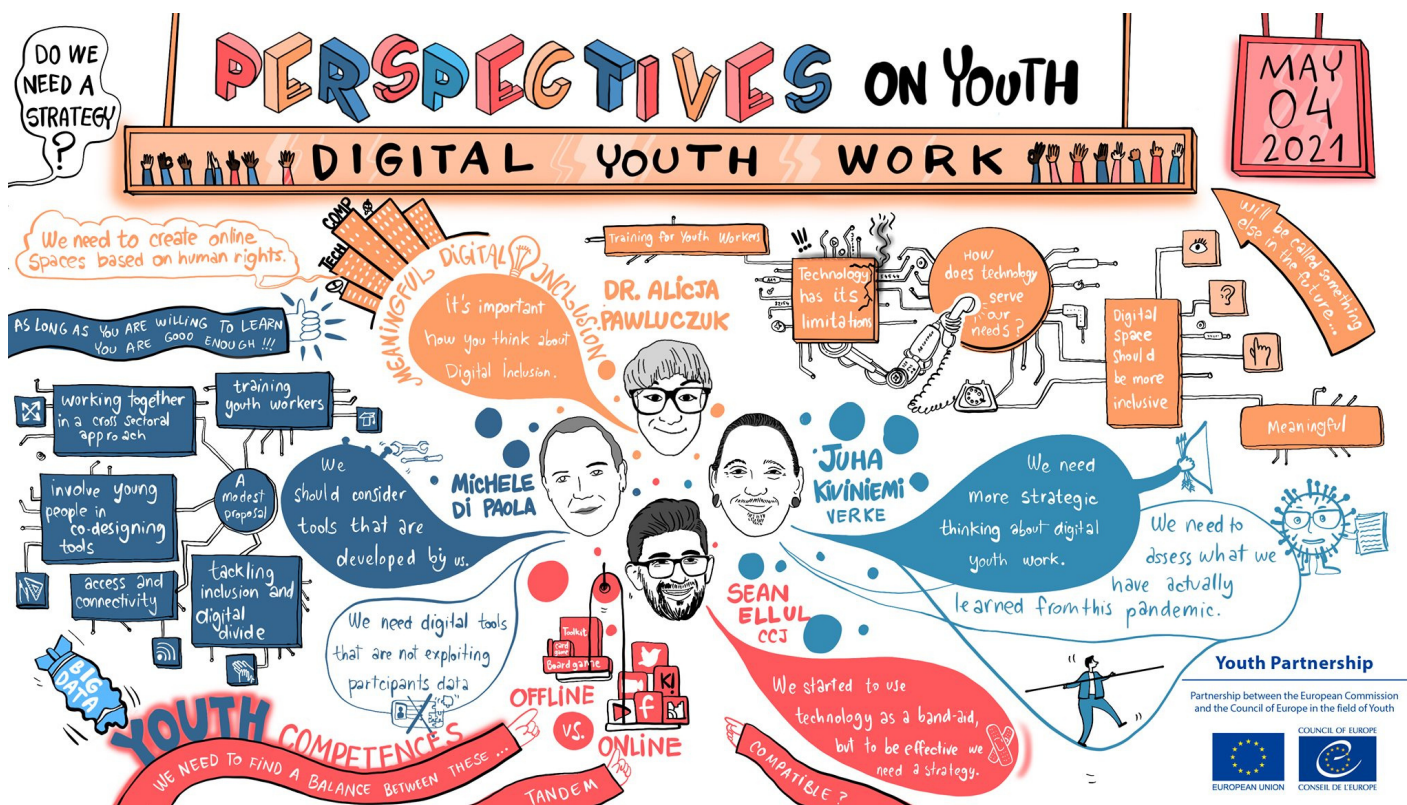 DO WE
NEED A
STRATEGY
?
PERSPECTIVES ON YOUTH
DIGITAL YOUTH WORK
MAY
04
2021
We need to create online
Spaces based on human rights.
AS LONG AS YOU ARE WILLING TO LEARN
YOU ARE GOOD ENOUGH !!!
TECH COMP
MEANINGFUL DIGITAL INCLUSION
it's important
how you think about
Digital Inclusion.
DR. ALICJA
PAWLUCZUK
Training for Youth Workers
!!!
Technology
has its
limitations
HOW
does technology
serve
our
needs?
Digital
space
should
be more
inclusive
?
Meaningful
will be called something
else in the future...
working together
in a cross sectoral
approach
training
youth workers
involve young
people in
co-designing
tools
A
modest
proposal
access and
connectivity
tackling
inclusion and
digital
divide
We
should consider
tools that are
developed by us.
MICHELE
DI PAOLA
We need digital tools
that are not exploiting
partcipants data
JUHA
KIVINIEMI
VERKE
We need
more strategic
thinking about digital
youth work.
We need to
assess what we
have actually
learned from this pandemic.
SEAN
ELLUL
CCJ
We started to use
technology as a band-aid,
but to be effective we
need a strategy.
Toolkit
Card
game
Board game
K!
f
OFFLINE
VS.
ONLINE
BIG
DATA
YOUTH COMPETENCES
WE NEED TO FIND A BALANCE BETWEEN THESE ...
TANDEM
COMPATIBLE ?
Youth Partnership
Partnership between the European Commission
and the Council of Europe in the field of Youth
EUROPEAN UNION
COUNCIL OF EUROPE
CONSEIL DE L'EUROPE